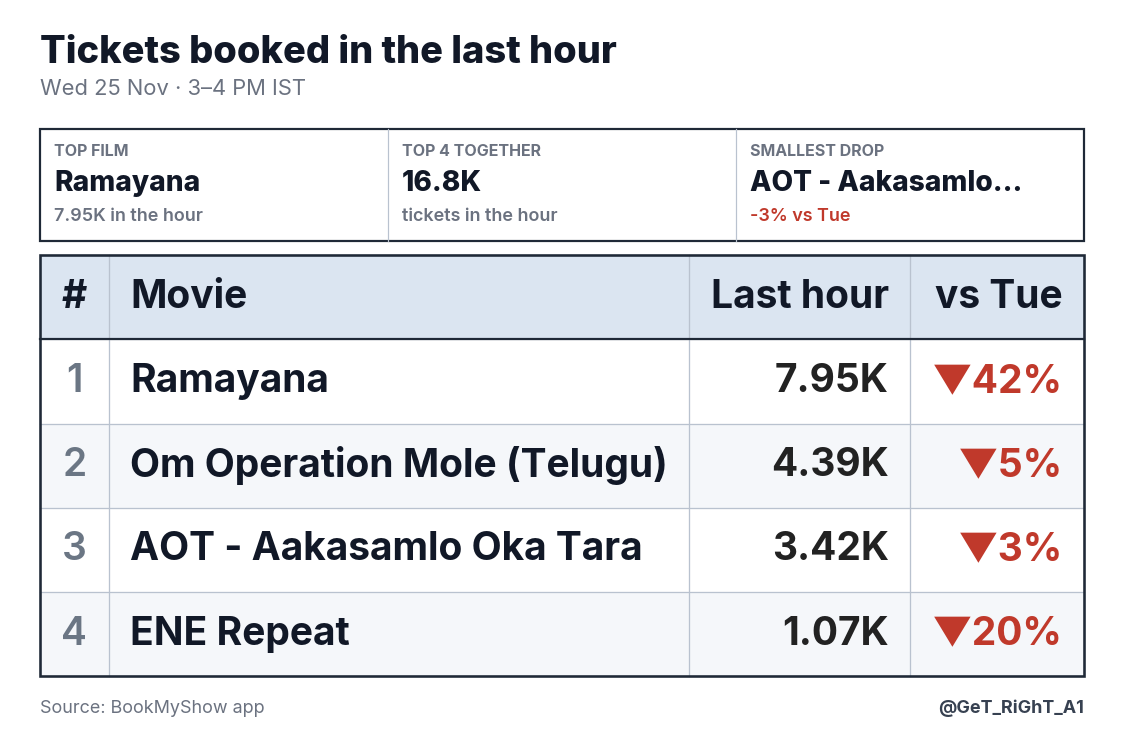 Tickets booked in the last hour
Wed 25 Nov · 3–4 PM IST
TOP FILM
Ramayana
7.95K in the hour
TOP 4 TOGETHER
16.8K
tickets in the hour
SMALLEST DROP
AOT - Aakasamlo...
-3% vs Tue
# Movie Last hour vs Tue
1 Ramayana 7.95K ▼42%
2 Om Operation Mole (Telugu) 4.39K ▼5%
3 AOT - Aakasamlo Oka Tara 3.42K ▼3%
4 ENE Repeat 1.07K ▼20%
Source: BookMyShow app @GeT_RiGhT_A1